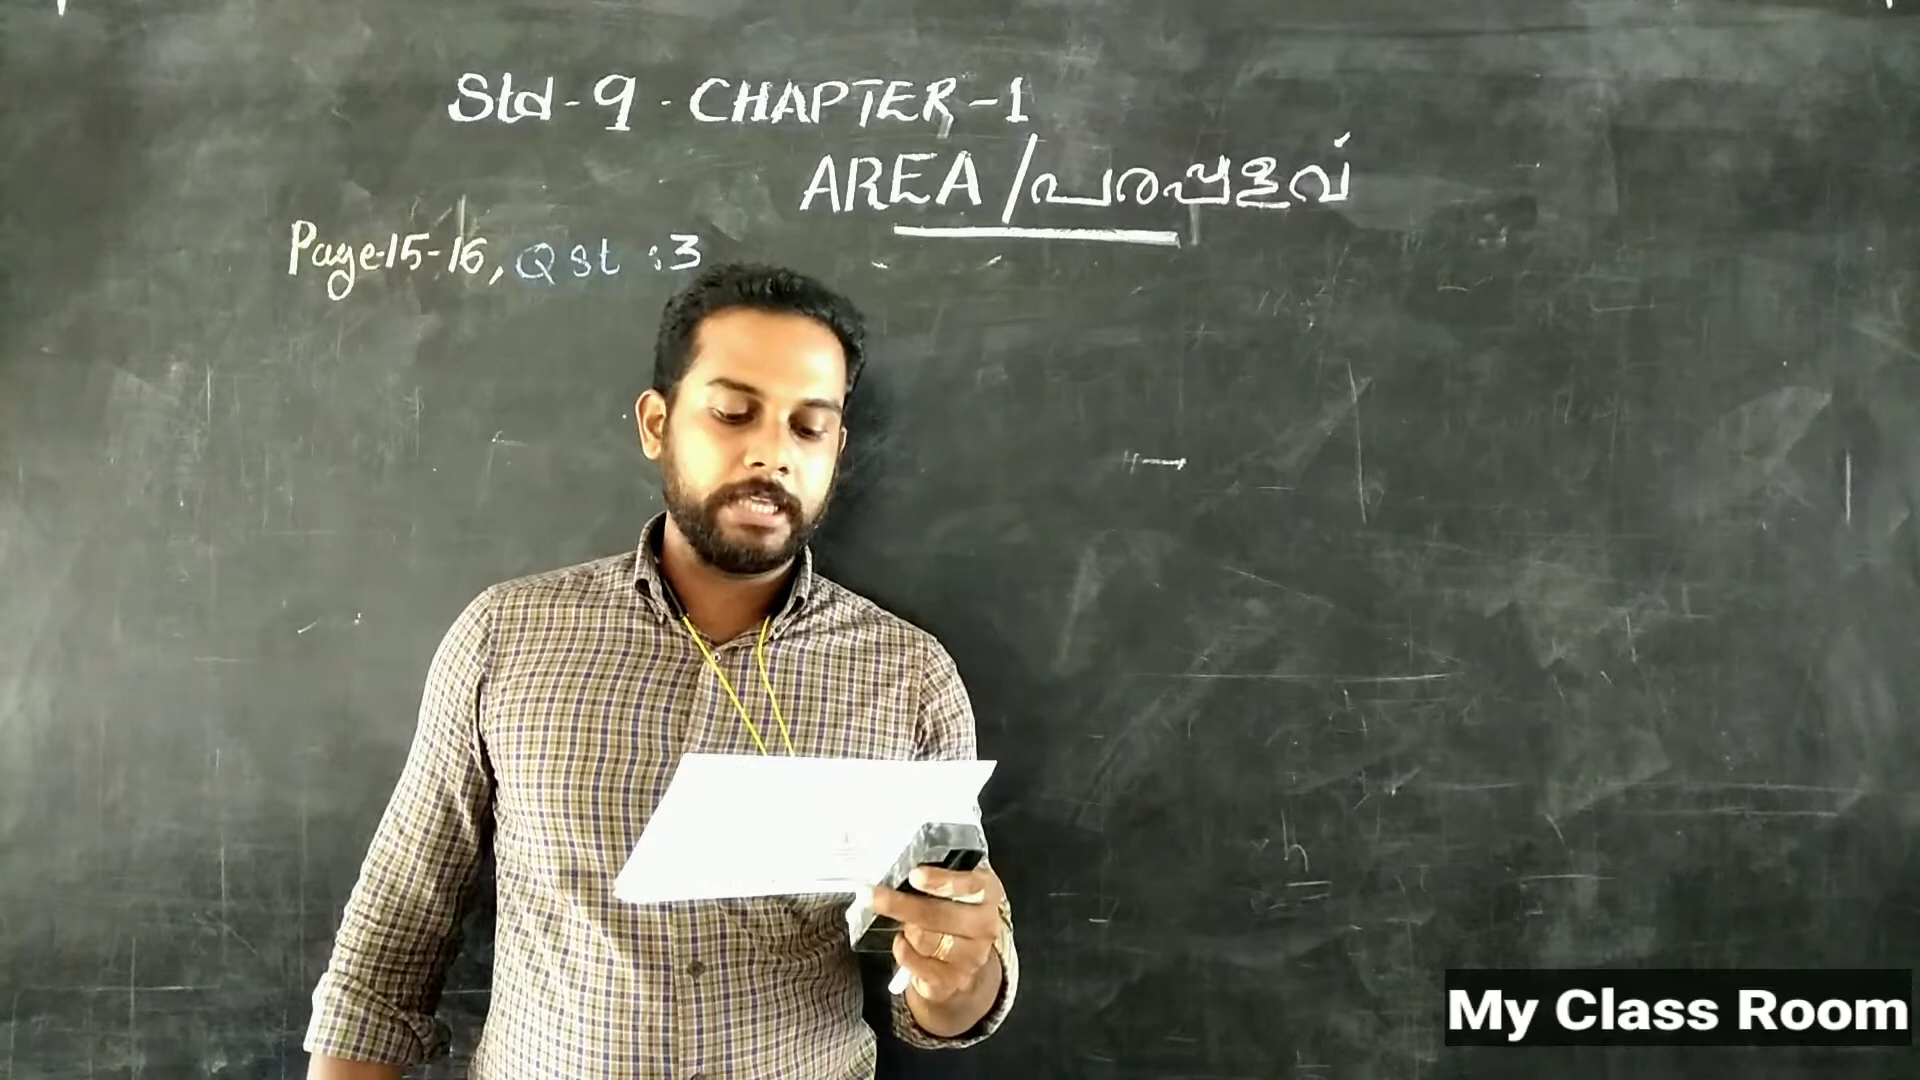 Std - 9 - CHAPTER - 1
AREA / പരപ്പളവ്
Page-15-16, Qst : 3
My Class Room